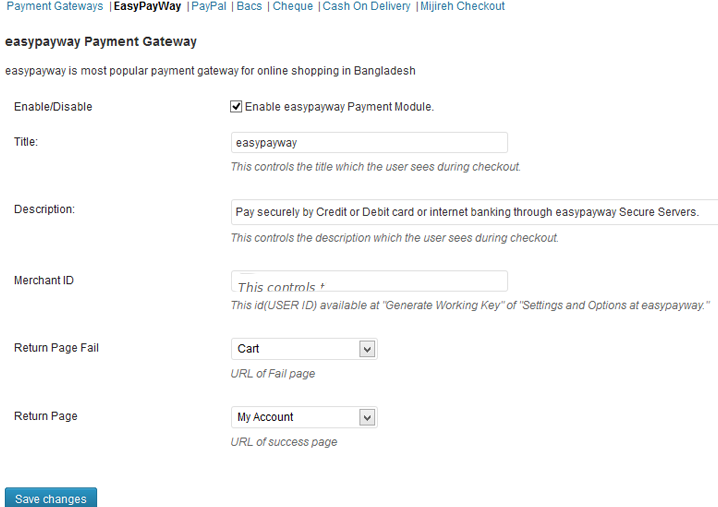 Payment Gateways | EasyPayWay | PayPal | Bacs | Cheque | Cash On Delivery | Mijireh Checkout
easypayway Payment Gateway
easypayway is most popular payment gateway for online shopping in Bangladesh
Enable/Disable Enable easypayway Payment Module.
Title: easypayway
This controls the title which the user sees during checkout.
Description: Pay securely by Credit or Debit card or internet banking through easypayway Secure Servers.
This controls the description which the user sees during checkout.
Merchant ID This controls t
This id(USER ID) available at "Generate Working Key" of "Settings and Options at easypayway."
Return Page Fail Cart
URL of Fail page
Return Page My Account
URL of success page
Save changes